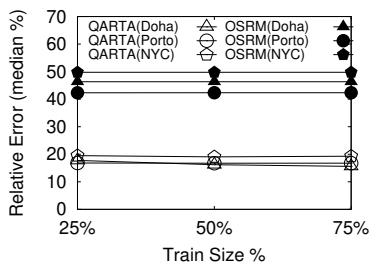 70
60
50
40
30
20
10
0
Relative Error (median %)
QARTA(Doha) OSRM(Doha)
QARTA(Porto) OSRM(Porto)
QARTA(NYC) OSRM(NYC)
25% 50% 75%
Train Size %